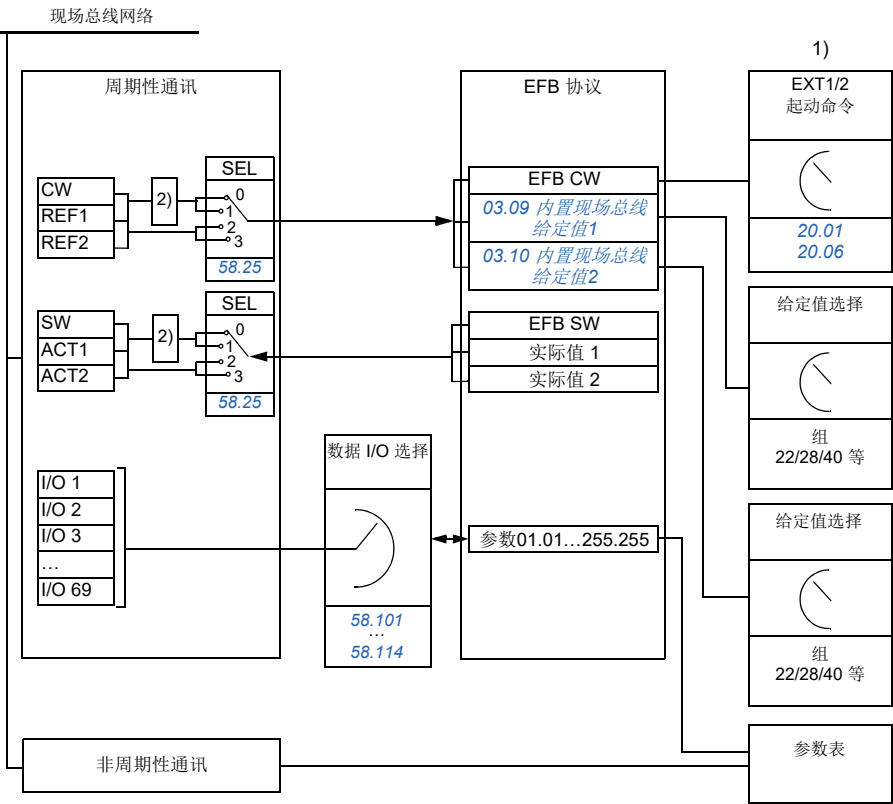 现场总线网络
周期性通讯
CW
REF1
REF2
2)
SEL
0
1
2
3
58.25
SW
ACT1
ACT2
2)
SEL
0
1
2
3
58.25
I/O 1
I/O 2
I/O 3
…
I/O 69
数据 I/O 选择
58.101
…
58.114
EFB 协议
EFB CW
03.09 内置现场总线
给定值1
03.10 内置现场总线
给定值2
EFB SW
实际值 1
实际值 2
参数01.01…255.255
1)
EXT1/2
起动命令
20.01
20.06
给定值选择
组
22/28/40 等
给定值选择
组
22/28/40 等
非周期性通讯
参数表